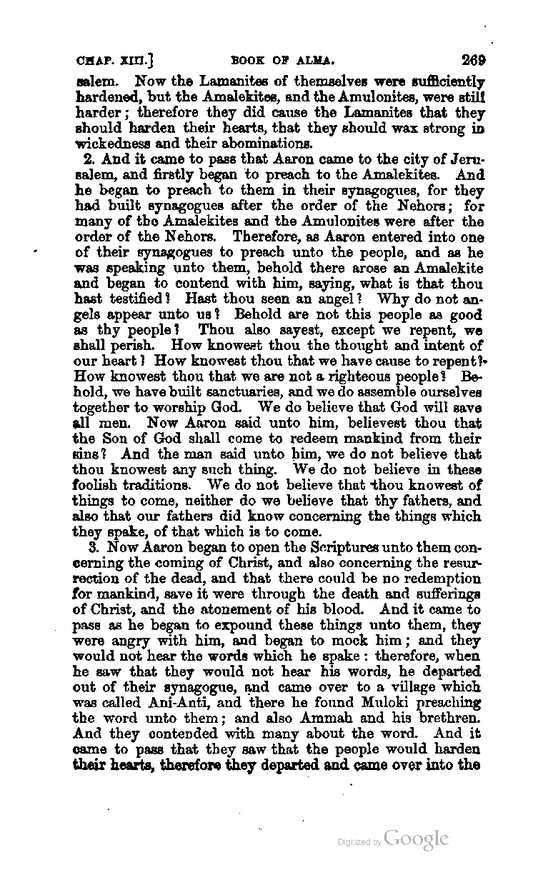 CHAP. XIII.] BOOK OF ALMA. 269
salem. Now the Lamanites of themselves were sufficiently
hardened, but the Amalekites, and the Amulonites, were still
harder; therefore they did cause the Lamanites that they
should harden their hearts, that they should wax strong in
wickedness and their abominations.
2. And it came to pass that Aaron came to the city of Jeru-
salem, and firstly began to preach to the Amalekites. And
he began to preach to them in their synagogues, for they
had built synagogues after the order of the Nehors; for
many of the Amalekites and the Amulonites were after the
order of the Nehors. Therefore, as Aaron entered into one
of their synagogues to preach unto the people, and as he
was speaking unto them, behold there arose an Amalekite
and began to contend with him, saying, what is that thou
hast testified? Hast thou seen an angel? Why do not an-
gels appear unto us? Behold are not this people as good
as thy people? Thou also sayest, except we repent, we
shall perish. How knowest thou the thought and intent of
our heart? How knowest thou that we have cause to repent?
How knowest thou that we are not a righteous people? Be-
hold, we have built sanctuaries, and we do assemble ourselves
together to worship God. We do believe that God will save
all men. Now Aaron said unto him, believest thou that
the Son of God shall come to redeem mankind from their
sins? And the man said unto him, we do not believe that
thou knowest any such thing. We do not believe in these
foolish traditions. We do not believe that thou knowest of
things to come, neither do we believe that thy fathers, and
also that our fathers did know concerning the things which
they spake, of that which is to come.
3. Now Aaron began to open the Scriptures unto them con-
cerning the coming of Christ, and also concerning the resur-
rection of the dead, and that there could be no redemption
for mankind, save it were through the death and sufferings
of Christ, and the atonement of his blood. And it came to
pass as he began to expound these things unto them, they
were angry with him, and began to mock him; and they
would not hear the words which he spake: therefore, when
he saw that they would not hear his words, he departed
out of their synagogue, and came over to a village which
was called Ani-Anti, and there he found Muloki preaching
the word unto them; and also Ammah and his brethren.
And they contended with many about the word. And it
came to pass that they saw that the people would harden
their hearts, therefore they departed and came over into the
Digitized by Google